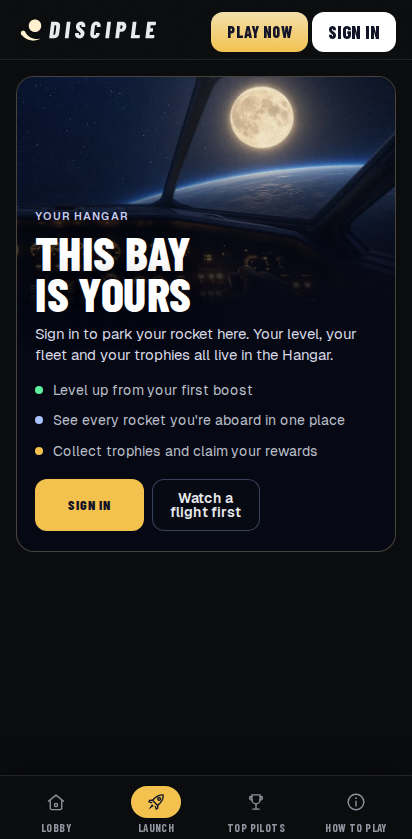 DISCIPLE
PLAY NOW
SIGN IN
YOUR HANGAR
THIS BAY
IS YOURS
Sign in to park your rocket here. Your level, your
fleet and your trophies all live in the Hangar.
Level up from your first boost
See every rocket you're aboard in one place
Collect trophies and claim your rewards
SIGN IN
Watch a
flight first
LOBBY
LAUNCH
TOP PILOTS
HOW TO PLAY